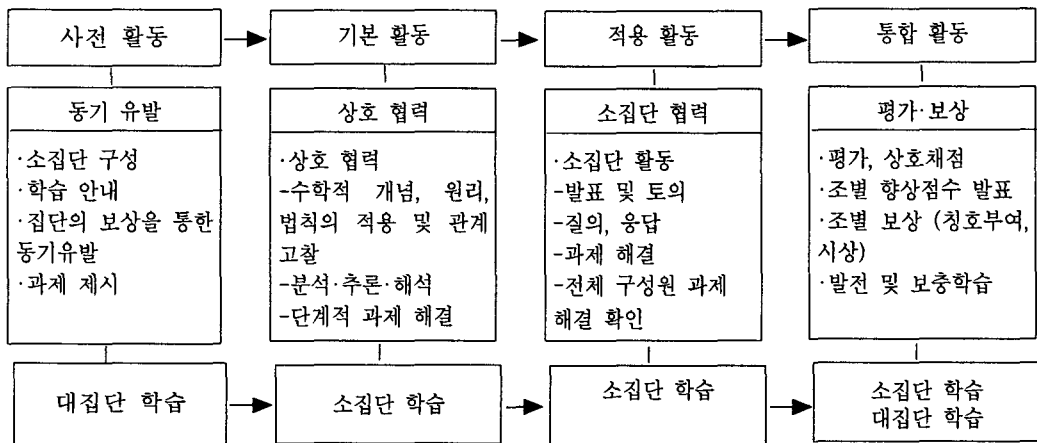 사전 활동
기본 활동
적용 활동
통합 활동
동기 유발
·소집단 구성
·학습 안내
·집단의 보상을 통한
동기유발
·과제 제시
상호 협력
·상호 협력
-수학적 개념, 원리,
법칙의 적용 및 관계
고찰
-분석·추론·해석
-단계적 과제 해결
소집단 협력
·소집단 활동
-발표 및 토의
-질의, 응답
-과제 해결
-전체 구성원 과제
해결 확인
평가·보상
·평가, 상호채점
·조별 향상점수 발표
·조별 보상 (칭호부여,
시상)
·발전 및 보충학습
대집단 학습
소집단 학습
소집단 학습
소집단 학습
대집단 학습